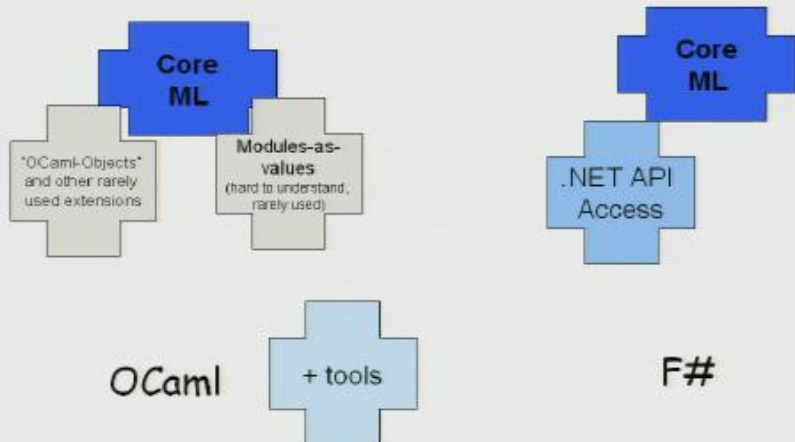 Core
ML
"OCaml-Objects"
and other rarely
used extensions
Modules-as-
values
(hard to understand,
rarely used)
Core
ML
.NET API
Access
OCaml
+ tools
F#